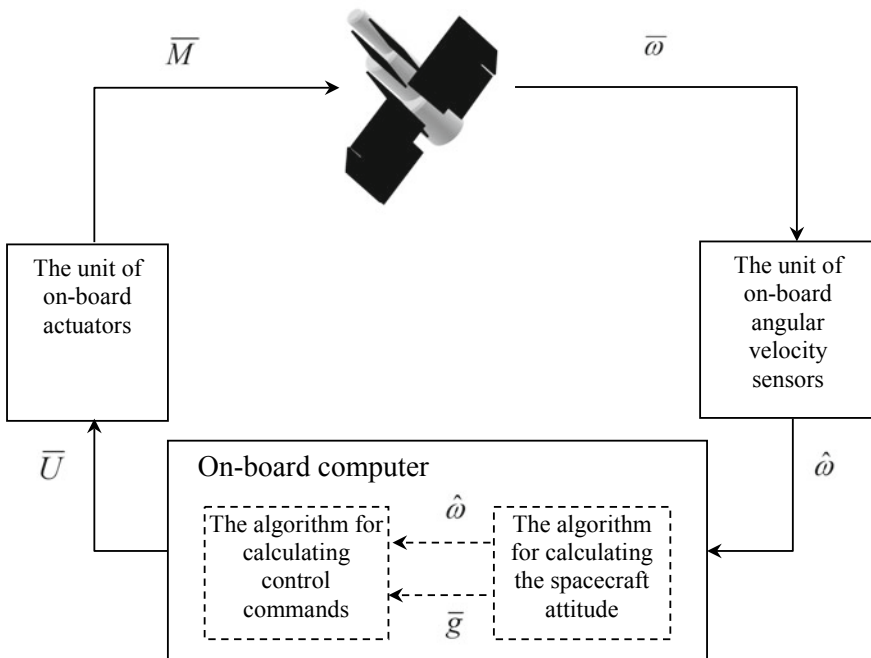 M̅
ω̅
The unit of
on-board
actuators
The unit of
on-board
angular
velocity
sensors
U̅
ω̂
On-board computer
The algorithm for
calculating
control
commands
ω̂
g̅
The algorithm
for calculating
the spacecraft
attitude